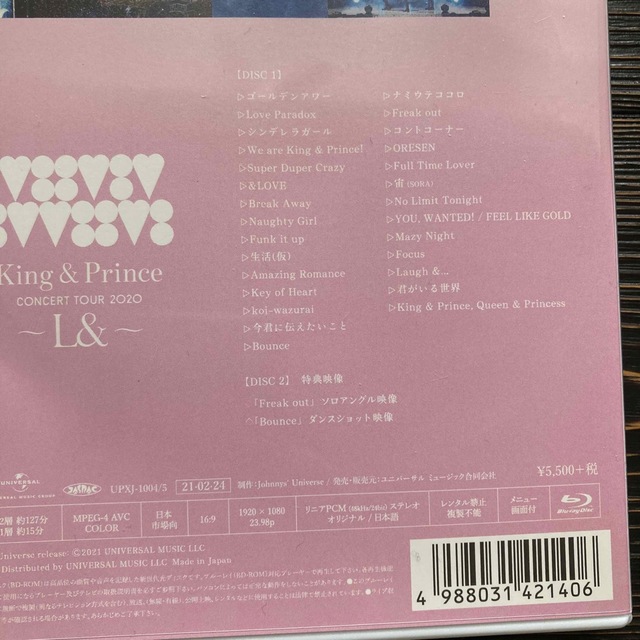 【DISC 1】
▷ゴールデンアワー
▷Love Paradox
▷シンデレラガール
▷We are King & Prince!
▷Super Duper Crazy
▷&LOVE
▷Break Away
▷Naughty Girl
▷Funk it up
▷生活(仮)
▷Amazing Romance
▷Key of Heart
▷koi-wazurai
▷今君に伝えたいこと
▷Bounce
▷ナミウテココロ
▷Freak out
▷コントコーナー
▷ORESEN
▷Full Time Lover
▷宙 (SORA)
▷No Limit Tonight
▷YOU, WANTED! / FEEL LIKE GOLD
▷Mazy Night
▷Focus
▷Laugh &...
▷君がいる世界
▷King & Prince, Queen & Princess
【DISC 2】 特典映像
「Freak out」ソロアングル映像
「Bounce」ダンスショット映像
King & Prince
CONCERT TOUR 2020
〜L&〜
UNIVERSAL
UNIVERSAL MUSIC GROUP
UPXJ-1004/5
21-02-24
制作：Johnnys' Universe / 発売・販売元：ユニバーサル ミュージック合同会社
¥5,500+税
2層 約127分
1層 約15分
MPEG-4 AVC
COLOR
日本
市場向
16:9
1920 × 1080
23.98p
リニアPCM (48kHz/24bit) ステレオ
オリジナル / 日本語
レンタル禁止
複製不能
メニュー
画面付
Blu-ray Disc
Universe release ©2021 UNIVERSAL MUSIC LLC
Distributed by UNIVERSAL MUSIC LLC Made in Japan
4 988031 421406